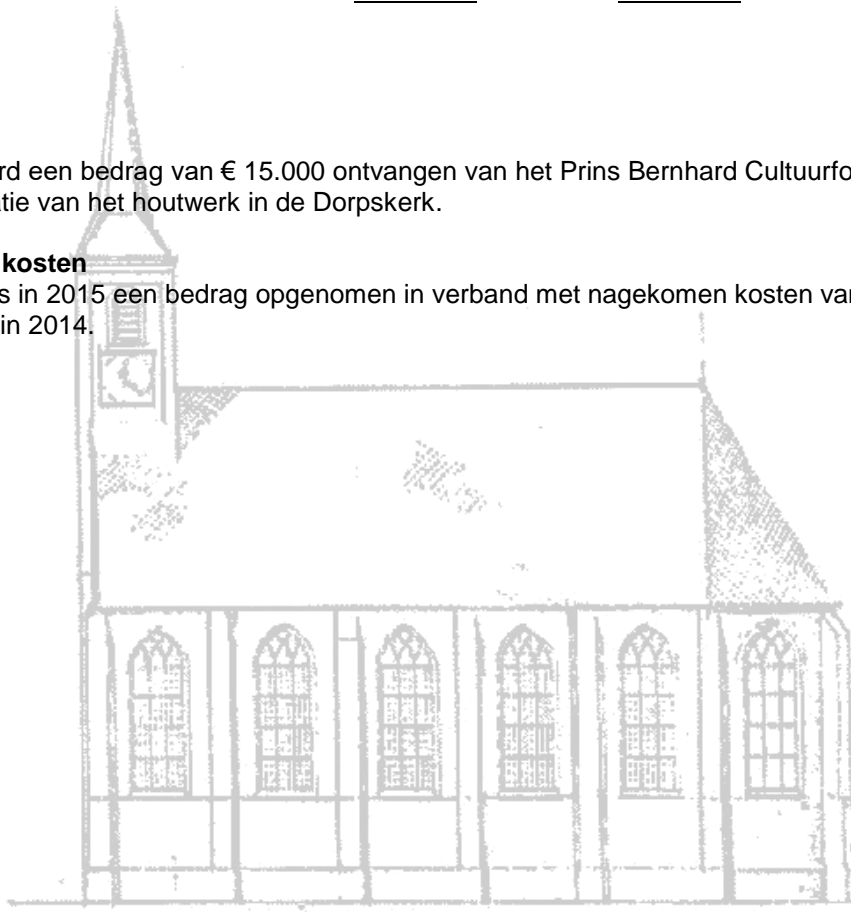 rd een bedrag van € 15.000 ontvangen van het Prins Bernhard Cultuurfo
tie van het houtwerk in de Dorpskerk.
kosten
s in 2015 een bedrag opgenomen in verband met nagekomen kosten var
in 2014.